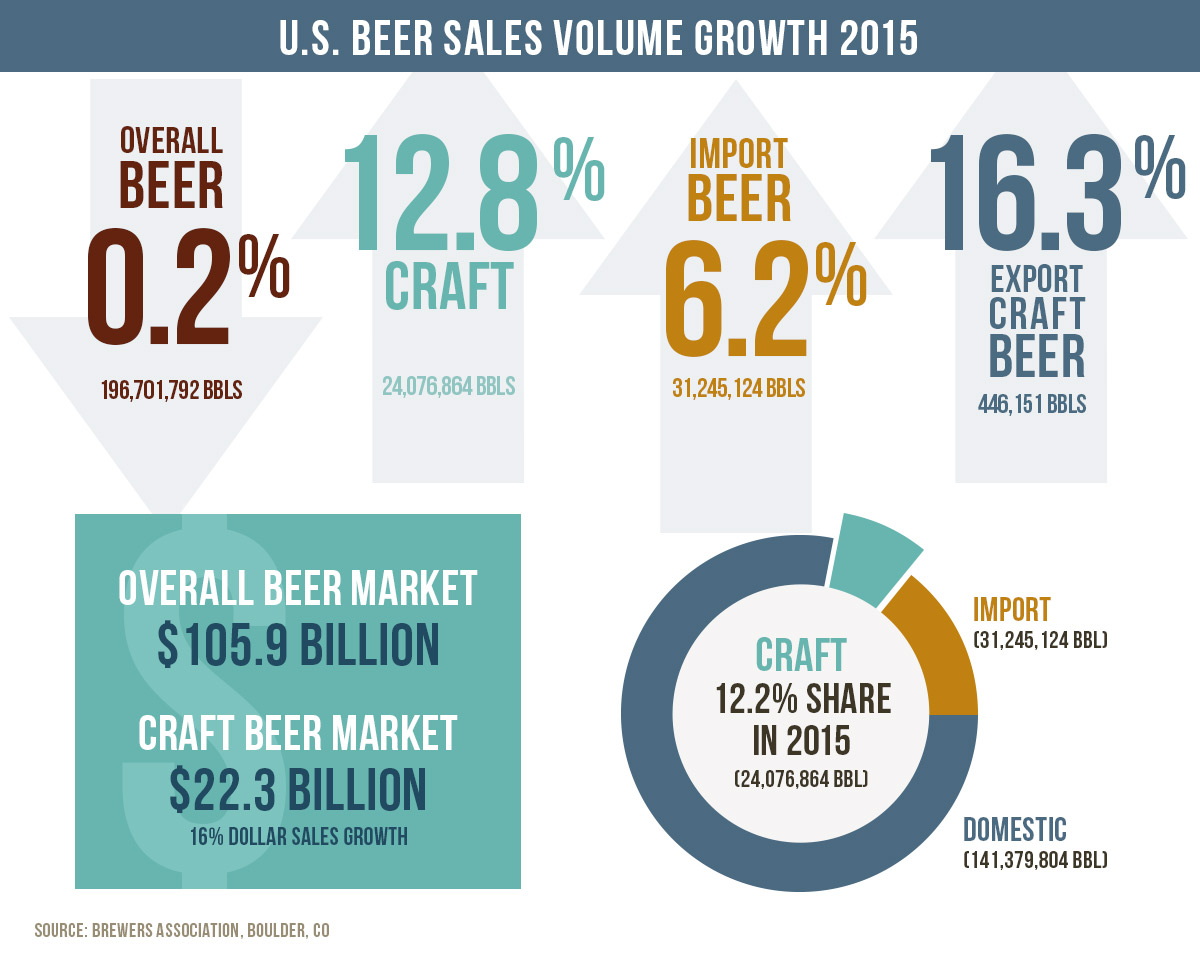 U.S. BEER SALES VOLUME GROWTH 2015
OVERALL
BEER
0.2%
196,701,792 BBLS
12.8%
CRAFT
24,076,864 BBLS
IMPORT
BEER
6.2%
31,245,124 BBLS
16.3%
EXPORT
CRAFT
BEER
446,151 BBLS
$
OVERALL BEER MARKET
$105.9 BILLION
CRAFT BEER MARKET
$22.3 BILLION
16% DOLLAR SALES GROWTH
CRAFT
12.2% SHARE
IN 2015
(24,076,864 BBL)
IMPORT
(31,245,124 BBL)
DOMESTIC
(141,379,804 BBL)
SOURCE: BREWERS ASSOCIATION, BOULDER, CO